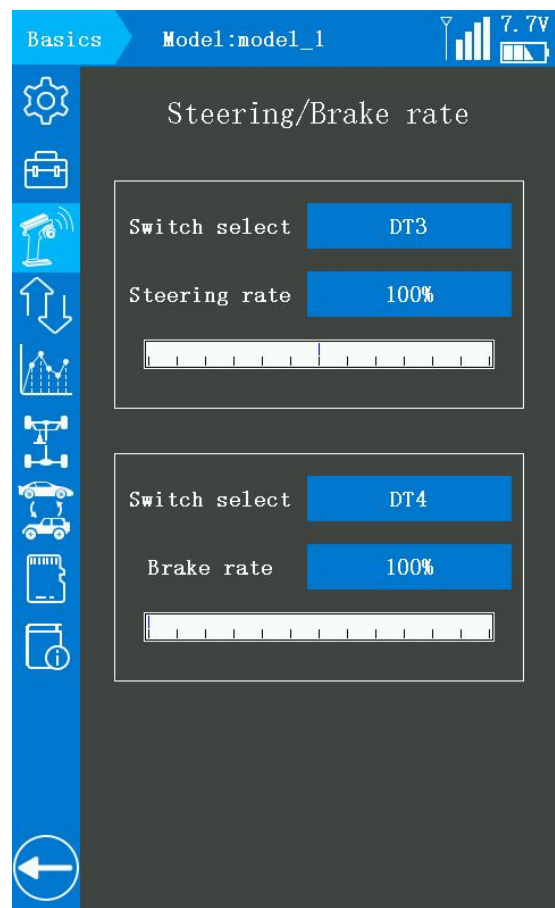 Basics
Model:model_1
7.7V
Steering/Brake rate
Switch select DT3
Steering rate 100%
Switch select DT4
Brake rate 100%